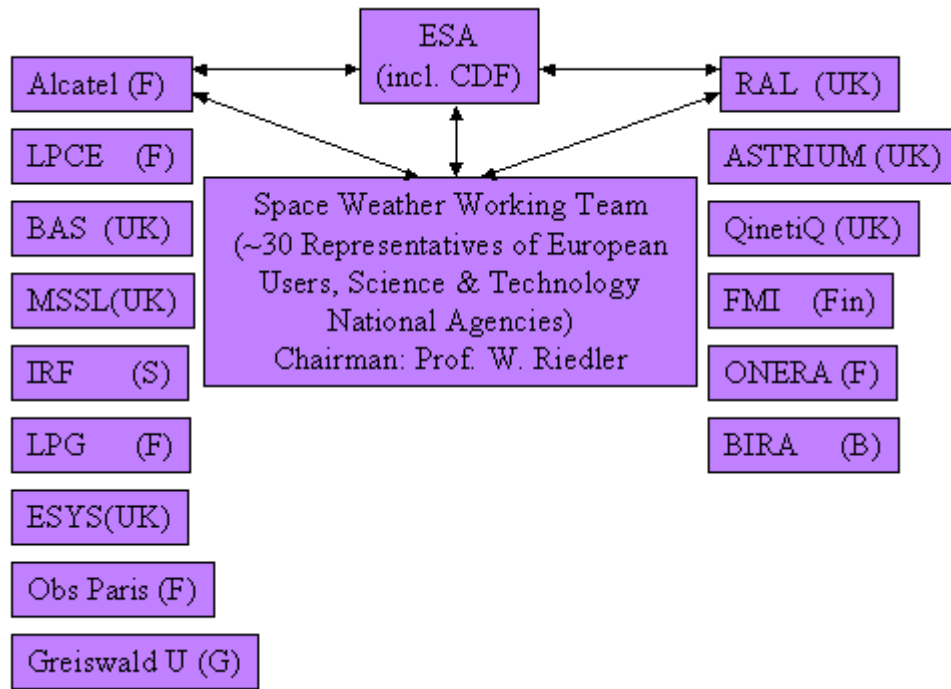 ESA
(incl. CDF)
Alcatel (F)
RAL (UK)
LPCE (F)
ASTRIUM (UK)
Space Weather Working Team
(~30 Representatives of European
Users, Science & Technology
National Agencies)
Chairman: Prof. W. Riedler
BAS (UK)
QinetiQ (UK)
MSSL(UK)
FMI (Fin)
IRF (S)
ONERA (F)
LPG (F)
BIRA (B)
ESYS(UK)
Obs Paris (F)
Greiswald U (G)